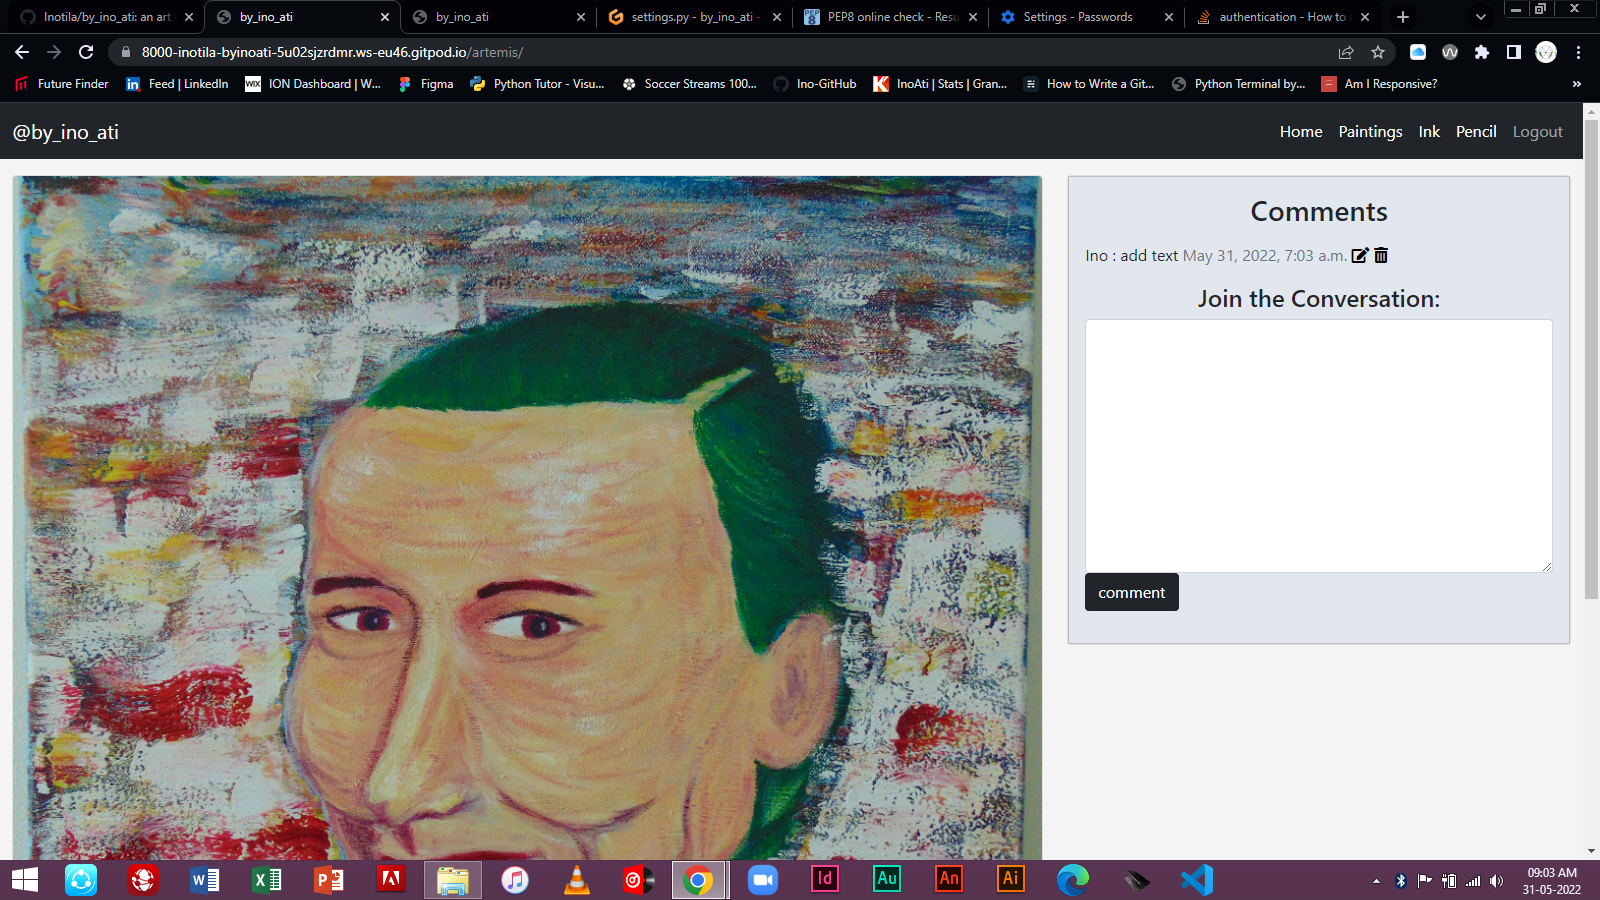 Inotila/by_ino_ati: an art
by_ino_ati
by_ino_ati
settings.py - by_ino_ati -
PEP8 online check - Resu
Settings - Passwords
authentication - How to
8000-inotila-byinoati-5u02sjzrdmr.ws-eu46.gitpod.io/artemis/
Future Finder
Feed | LinkedIn
WIX
ION Dashboard | W...
Figma
Python Tutor - Visu...
Soccer Streams 100...
Ino-GitHub
InoAti | Stats | Gran...
How to Write a Git...
Python Terminal by...
Am I Responsive?
»
@by_ino_ati
Home Paintings Ink Pencil Logout
Comments
Ino : add text May 31, 2022, 7:03 a.m.
Join the Conversation:
comment
Id
Au
An
Ai
09:03 AM
31-05-2022